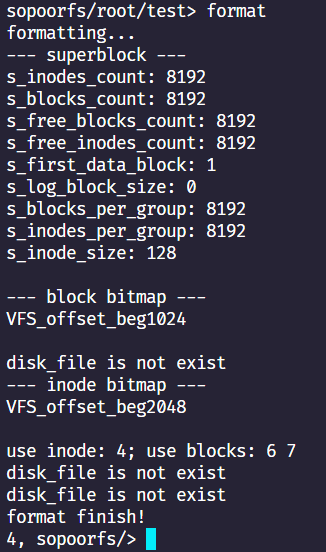 sopoorfs/root/test> format
formatting...
--- superblock ---
s_inodes_count: 8192
s_blocks_count: 8192
s_free_blocks_count: 8192
s_free_inodes_count: 8192
s_first_data_block: 1
s_log_block_size: 0
s_blocks_per_group: 8192
s_inodes_per_group: 8192
s_inode_size: 128
--- block bitmap ---
VFS_offset_beg1024
disk_file is not exist
--- inode bitmap ---
VFS_offset_beg2048
use inode: 4; use blocks: 6 7
disk_file is not exist
disk_file is not exist
format finish!
4, sopoorfs/>